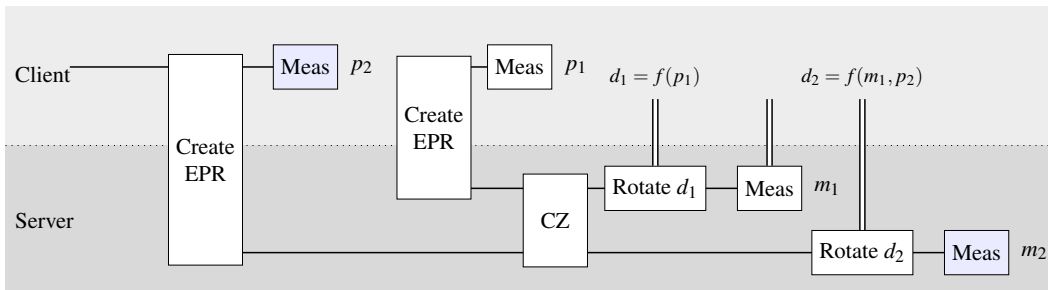 Client
Create
EPR
Meas
p₂
Create
EPR
Meas
p₁
d₁ = f(p₁)
d₂ = f(m₁, p₂)
Server
CZ
Rotate d₁
Meas
m₁
Rotate d₂
Meas
m₂